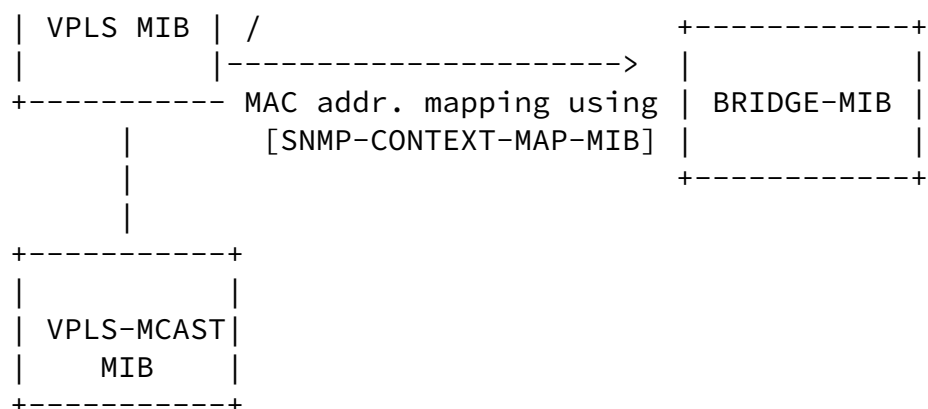 VPLS MIB
MAC addr. mapping using
BRIDGE-MIB
[SNMP-CONTEXT-MAP-MIB]
VPLS-MCAST
MIB